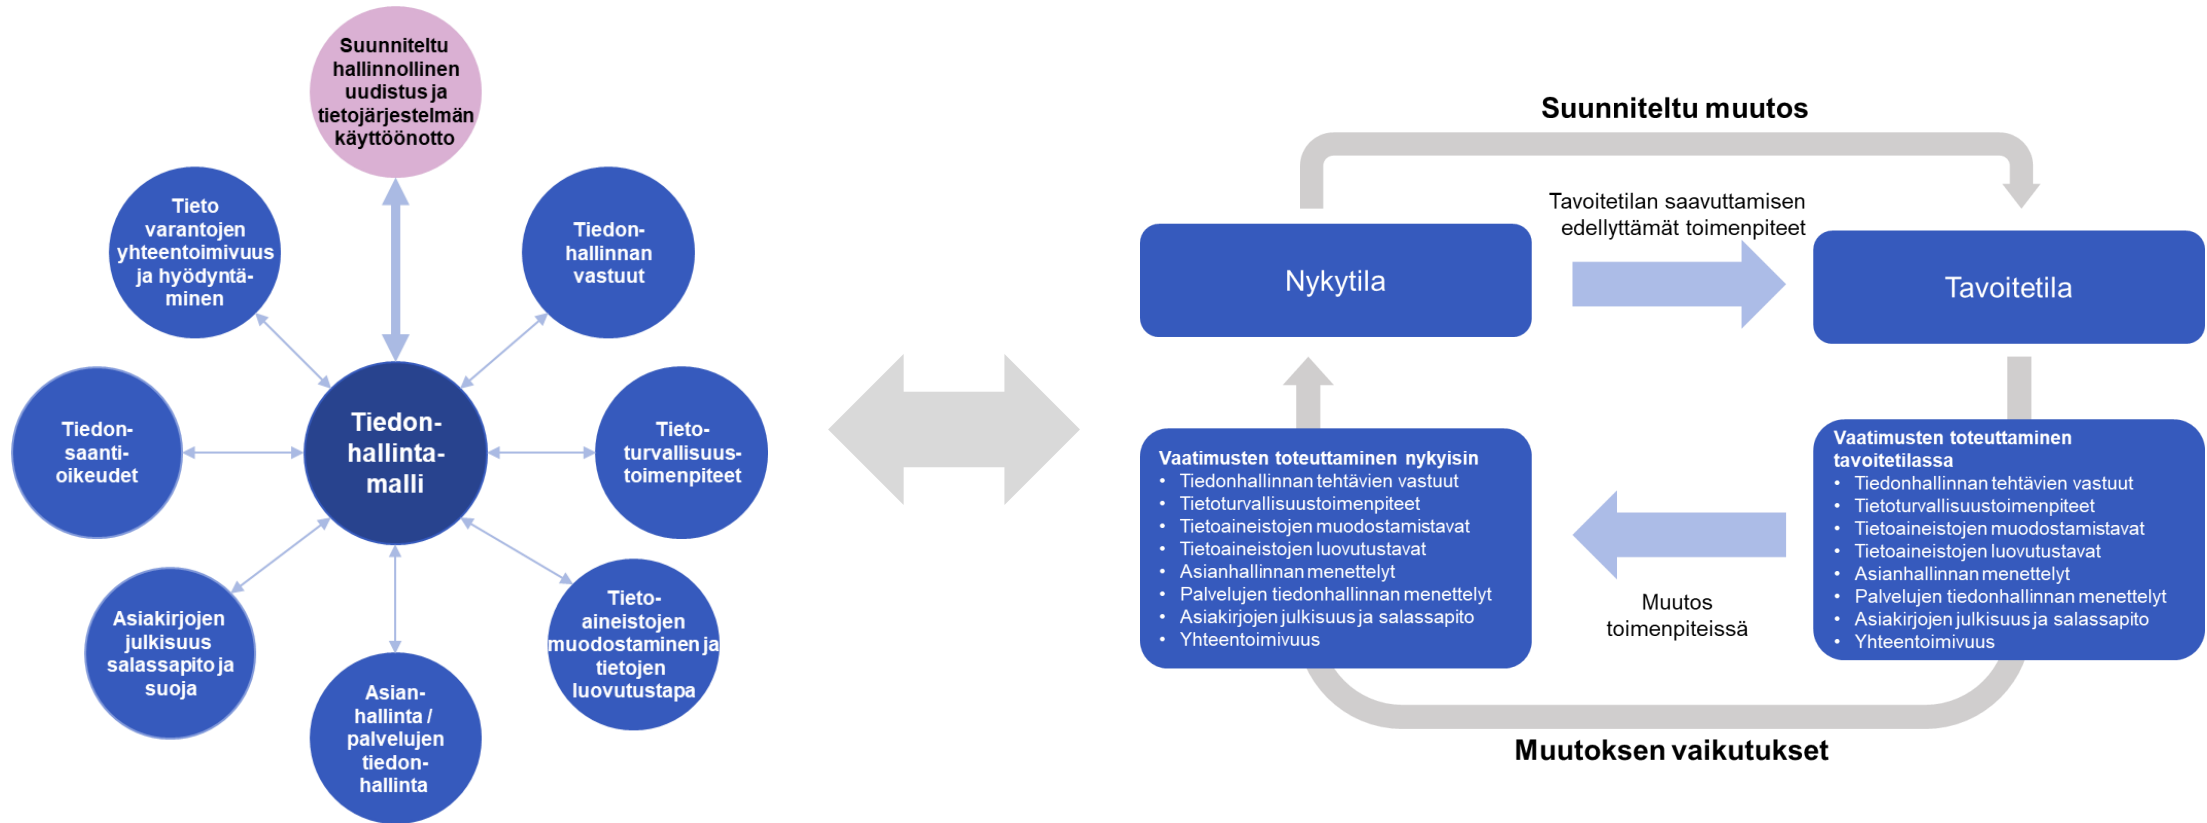 Suunniteltu
hallinnollinen
uudistus ja
tietojärjestelmän
käyttöönotto
Tieto
varantojen
yhteentoimivuus
ja hyödyntä-
minen
Tiedon-
hallinnan
vastuut
Tiedon-
saanti-
oikeudet
Tiedon-
hallinta-
malli
Tieto-
turvallisuus-
toimenpiteet
Asiakirjojen
julkisuus
salassapito ja
suoja
Asian-
hallinta /
palvelujen
tiedon-
hallinta
Tieto-
aineistojen
muodostaminen ja
tietojen
luovutustapa
Suunniteltu muutos
Nykytila
Tavoitetilan saavuttamisen
edellyttämät toimenpiteet
Tavoitetila
Vaatimusten toteuttaminen nykyisin
• Tiedonhallinnan tehtävien vastuut
• Tietoturvallisuustoimenpiteet
• Tietoaineistojen muodostamistavat
• Tietoaineistojen luovutustavat
• Asianhallinnan menettelyt
• Palvelujen tiedonhallinnan menettelyt
• Asiakirjojen julkisuus ja salassapito
• Yhteentoimivuus
Muutos
toimenpiteissä
Vaatimusten toteuttaminen
tavoitetilassa
• Tiedonhallinnan tehtävien vastuut
• Tietoturvallisuustoimenpiteet
• Tietoaineistojen muodostamistavat
• Tietoaineistojen luovutustavat
• Asianhallinnan menettelyt
• Palvelujen tiedonhallinnan menettelyt
• Asiakirjojen julkisuus ja salassapito
• Yhteentoimivuus
Muutoksen vaikutukset